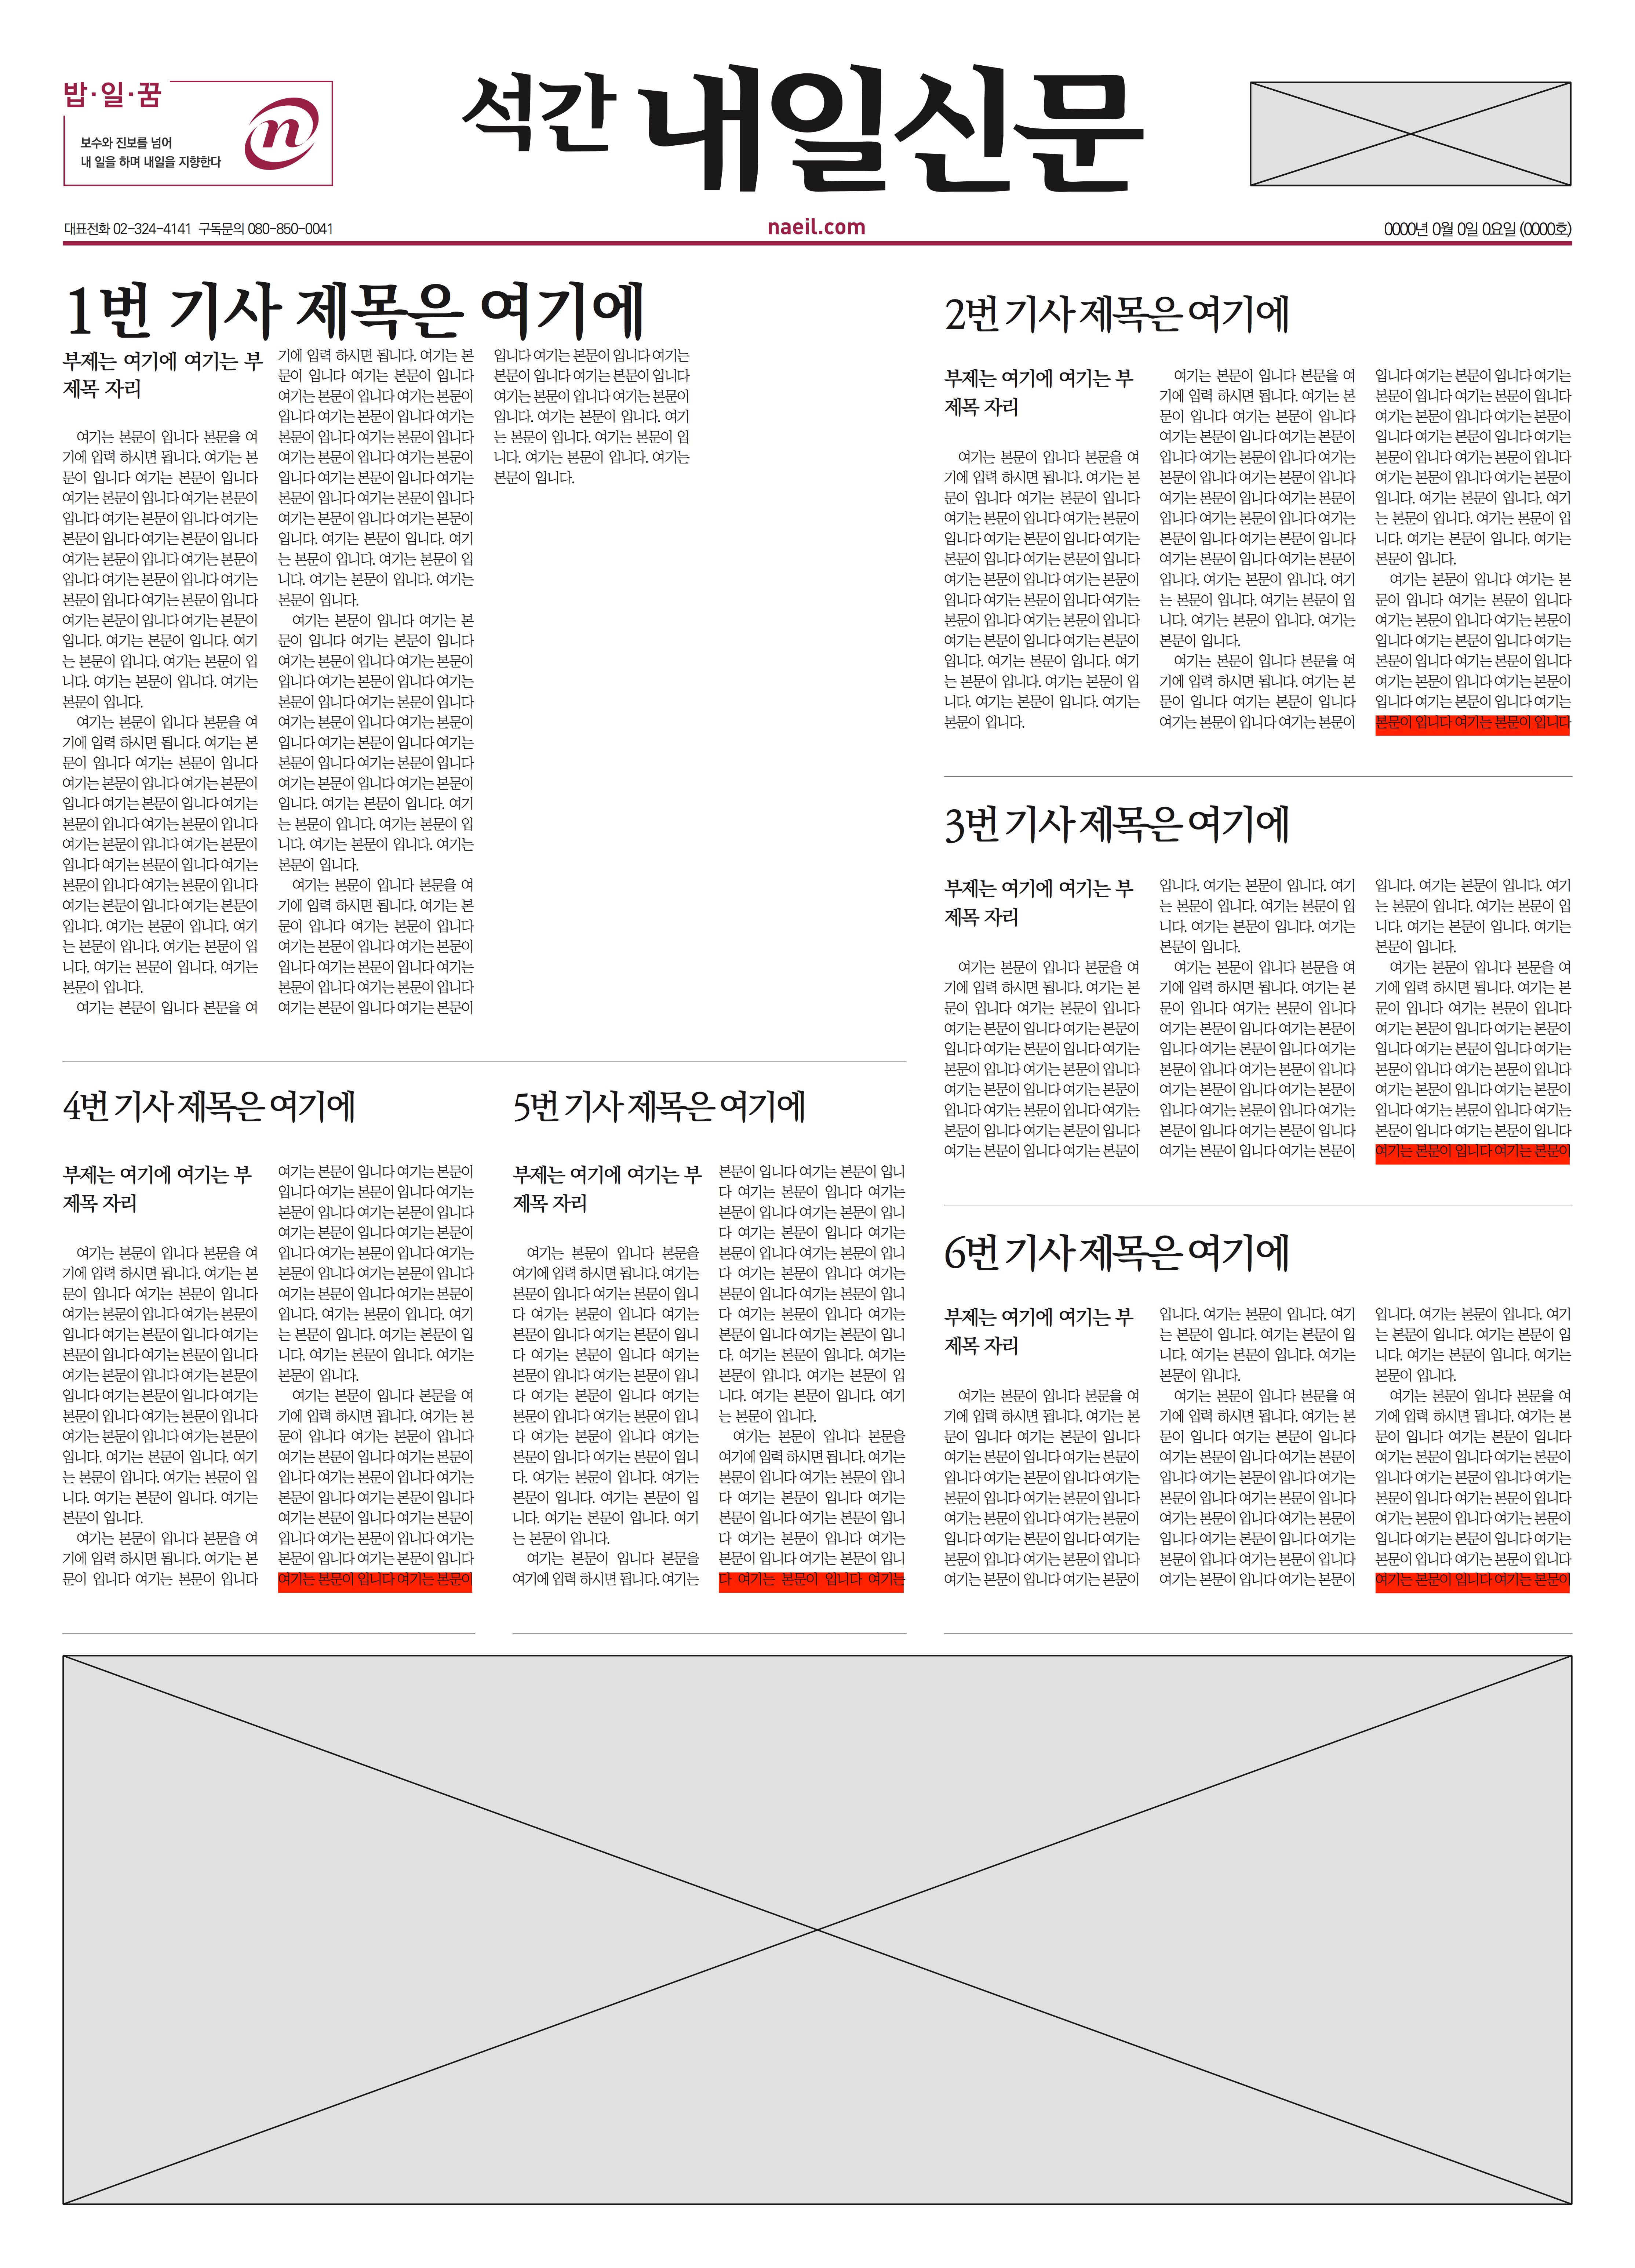 밥·일·꿈
보수와 진보를 넘어
내 일을 하며 내일을 지향한다
n
석간 내일신문
대표전화 02-324-4141 구독문의 080-850-0041
naeil.com
0000년 0월 0일 0요일 (0000호)
1번 기사 제목은 여기에
부제는 여기에 여기는 부
제목 자리
여기는 본문이 입니다 본문을 여
기에 입력 하시면 됩니다. 여기는 본
문이 입니다 여기는 본문이 입니다
여기는 본문이 입니다 여기는 본문이
입니다 여기는 본문이 입니다 여기는
본문이 입니다 여기는 본문이 입니다
여기는 본문이 입니다 여기는 본문이
입니다 여기는 본문이 입니다 여기는
본문이 입니다 여기는 본문이 입니다
여기는 본문이 입니다 여기는 본문이
입니다. 여기는 본문이 입니다. 여기
는 본문이 입니다. 여기는 본문이 입
니다. 여기는 본문이 입니다. 여기는
본문이 입니다.
여기는 본문이 입니다 본문을 여
기에 입력 하시면 됩니다. 여기는 본
문이 입니다 여기는 본문이 입니다
여기는 본문이 입니다 여기는 본문이
입니다 여기는 본문이 입니다 여기는
본문이 입니다 여기는 본문이 입니다
여기는 본문이 입니다 여기는 본문이
입니다 여기는 본문이 입니다 여기는
본문이 입니다 여기는 본문이 입니다
여기는 본문이 입니다 여기는 본문이
입니다. 여기는 본문이 입니다. 여기
는 본문이 입니다. 여기는 본문이 입
니다. 여기는 본문이 입니다. 여기는
본문이 입니다.
여기는 본문이 입니다 본문을 여
기에 입력 하시면 됩니다. 여기는 본
문이 입니다 여기는 본문이 입니다
여기는 본문이 입니다 여기는 본문이
입니다 여기는 본문이 입니다 여기는
본문이 입니다 여기는 본문이 입니다
여기는 본문이 입니다 여기는 본문이
입니다 여기는 본문이 입니다 여기는
본문이 입니다 여기는 본문이 입니다
여기는 본문이 입니다 여기는 본문이
입니다. 여기는 본문이 입니다. 여기
는 본문이 입니다. 여기는 본문이 입
니다. 여기는 본문이 입니다. 여기는
본문이 입니다.
여기는 본문이 입니다 여기는 본
문이 입니다 여기는 본문이 입니다
여기는 본문이 입니다 여기는 본문이
입니다 여기는 본문이 입니다 여기는
본문이 입니다 여기는 본문이 입니다
여기는 본문이 입니다 여기는 본문이
입니다 여기는 본문이 입니다 여기는
본문이 입니다 여기는 본문이 입니다
여기는 본문이 입니다 여기는 본문이
입니다. 여기는 본문이 입니다. 여기
는 본문이 입니다. 여기는 본문이 입
니다. 여기는 본문이 입니다. 여기는
본문이 입니다.
여기는 본문이 입니다 본문을 여
기에 입력 하시면 됩니다. 여기는 본
문이 입니다 여기는 본문이 입니다
여기는 본문이 입니다 여기는 본문이
입니다 여기는 본문이 입니다 여기는
본문이 입니다 여기는 본문이 입니다
여기는 본문이 입니다 여기는 본문이
입니다 여기는 본문이 입니다 여기는
본문이 입니다 여기는 본문이 입니다
여기는 본문이 입니다 여기는 본문이
입니다. 여기는 본문이 입니다. 여기
는 본문이 입니다. 여기는 본문이 입
니다. 여기는 본문이 입니다. 여기는
본문이 입니다.
2번 기사 제목은 여기에
부제는 여기에 여기는 부
제목 자리
여기는 본문이 입니다 본문을 여
기에 입력 하시면 됩니다. 여기는 본
문이 입니다 여기는 본문이 입니다
여기는 본문이 입니다 여기는 본문이
입니다 여기는 본문이 입니다 여기는
본문이 입니다 여기는 본문이 입니다
여기는 본문이 입니다 여기는 본문이
입니다 여기는 본문이 입니다 여기는
본문이 입니다 여기는 본문이 입니다
여기는 본문이 입니다 여기는 본문이
입니다. 여기는 본문이 입니다. 여기
는 본문이 입니다. 여기는 본문이 입
니다. 여기는 본문이 입니다. 여기는
본문이 입니다.
여기는 본문이 입니다 본문을 여
기에 입력 하시면 됩니다. 여기는 본
문이 입니다 여기는 본문이 입니다
여기는 본문이 입니다 여기는 본문이
입니다 여기는 본문이 입니다 여기는
본문이 입니다 여기는 본문이 입니다
여기는 본문이 입니다 여기는 본문이
입니다 여기는 본문이 입니다 여기는
본문이 입니다 여기는 본문이 입니다
여기는 본문이 입니다 여기는 본문이
입니다. 여기는 본문이 입니다. 여기
는 본문이 입니다. 여기는 본문이 입
니다. 여기는 본문이 입니다. 여기는
본문이 입니다.
여기는 본문이 입니다 본문을 여
기에 입력 하시면 됩니다. 여기는 본
문이 입니다 여기는 본문이 입니다
여기는 본문이 입니다 여기는 본문이
입니다 여기는 본문이 입니다 여기는
본문이 입니다 여기는 본문이 입니다
여기는 본문이 입니다 여기는 본문이
입니다 여기는 본문이 입니다 여기는
본문이 입니다 여기는 본문이 입니다
여기는 본문이 입니다 여기는 본문이
입니다. 여기는 본문이 입니다. 여기
는 본문이 입니다. 여기는 본문이 입
니다. 여기는 본문이 입니다. 여기는
본문이 입니다.
여기는 본문이 입니다 여기는 본
문이 입니다 여기는 본문이 입니다
여기는 본문이 입니다 여기는 본문이
입니다 여기는 본문이 입니다 여기는
본문이 입니다 여기는 본문이 입니다
여기는 본문이 입니다 여기는 본문이
입니다 여기는 본문이 입니다 여기는
본문이 입니다 여기는 본문이 입니다
3번 기사 제목은 여기에
부제는 여기에 여기는 부
제목 자리
여기는 본문이 입니다 본문을 여
기에 입력 하시면 됩니다. 여기는 본
문이 입니다 여기는 본문이 입니다
여기는 본문이 입니다 여기는 본문이
입니다 여기는 본문이 입니다 여기는
본문이 입니다 여기는 본문이 입니다
여기는 본문이 입니다 여기는 본문이
입니다 여기는 본문이 입니다 여기는
본문이 입니다 여기는 본문이 입니다
여기는 본문이 입니다 여기는 본문이
입니다. 여기는 본문이 입니다. 여기
는 본문이 입니다. 여기는 본문이 입
니다. 여기는 본문이 입니다. 여기는
본문이 입니다.
여기는 본문이 입니다 본문을 여
기에 입력 하시면 됩니다. 여기는 본
문이 입니다 여기는 본문이 입니다
여기는 본문이 입니다 여기는 본문이
입니다 여기는 본문이 입니다 여기는
본문이 입니다 여기는 본문이 입니다
여기는 본문이 입니다 여기는 본문이
입니다 여기는 본문이 입니다 여기는
본문이 입니다 여기는 본문이 입니다
여기는 본문이 입니다 여기는 본문이
입니다. 여기는 본문이 입니다. 여기
는 본문이 입니다. 여기는 본문이 입
니다. 여기는 본문이 입니다. 여기는
본문이 입니다.
여기는 본문이 입니다 본문을 여
기에 입력 하시면 됩니다. 여기는 본
문이 입니다 여기는 본문이 입니다
여기는 본문이 입니다 여기는 본문이
입니다 여기는 본문이 입니다 여기는
본문이 입니다 여기는 본문이 입니다
여기는 본문이 입니다 여기는 본문이
입니다 여기는 본문이 입니다 여기는
본문이 입니다 여기는 본문이 입니다
여기는 본문이 입니다 여기는 본문이
4번 기사 제목은 여기에
부제는 여기에 여기는 부
제목 자리
여기는 본문이 입니다 본문을 여
기에 입력 하시면 됩니다. 여기는 본
문이 입니다 여기는 본문이 입니다
여기는 본문이 입니다 여기는 본문이
입니다 여기는 본문이 입니다 여기는
본문이 입니다 여기는 본문이 입니다
여기는 본문이 입니다 여기는 본문이
입니다 여기는 본문이 입니다 여기는
본문이 입니다 여기는 본문이 입니다
여기는 본문이 입니다 여기는 본문이
입니다. 여기는 본문이 입니다. 여기
는 본문이 입니다. 여기는 본문이 입
니다. 여기는 본문이 입니다. 여기는
본문이 입니다.
여기는 본문이 입니다 본문을 여
기에 입력 하시면 됩니다. 여기는 본
문이 입니다 여기는 본문이 입니다
여기는 본문이 입니다 여기는 본문이
입니다 여기는 본문이 입니다 여기는
본문이 입니다 여기는 본문이 입니다
여기는 본문이 입니다 여기는 본문이
입니다 여기는 본문이 입니다 여기는
본문이 입니다 여기는 본문이 입니다
여기는 본문이 입니다 여기는 본문이
입니다. 여기는 본문이 입니다. 여기
는 본문이 입니다. 여기는 본문이 입
니다. 여기는 본문이 입니다. 여기는
본문이 입니다.
여기는 본문이 입니다 본문을 여
기에 입력 하시면 됩니다. 여기는 본
문이 입니다 여기는 본문이 입니다
여기는 본문이 입니다 여기는 본문이
입니다 여기는 본문이 입니다 여기는
본문이 입니다 여기는 본문이 입니다
여기는 본문이 입니다 여기는 본문이
입니다 여기는 본문이 입니다 여기는
본문이 입니다 여기는 본문이 입니다
여기는 본문이 입니다 여기는 본문이
5번 기사 제목은 여기에
부제는 여기에 여기는 부
제목 자리
여기는 본문이 입니다 본문을
여기에 입력 하시면 됩니다. 여기는
본문이 입니다 여기는 본문이 입니
다 여기는 본문이 입니다 여기는
본문이 입니다 여기는 본문이 입니
다 여기는 본문이 입니다 여기는
본문이 입니다 여기는 본문이 입니
다 여기는 본문이 입니다 여기는
본문이 입니다 여기는 본문이 입니
다 여기는 본문이 입니다 여기는
본문이 입니다 여기는 본문이 입니
다. 여기는 본문이 입니다. 여기는
본문이 입니다. 여기는 본문이 입
니다. 여기는 본문이 입니다. 여기
는 본문이 입니다.
여기는 본문이 입니다 본문을
여기에 입력 하시면 됩니다. 여기는
본문이 입니다 여기는 본문이 입니
다 여기는 본문이 입니다 여기는
본문이 입니다 여기는 본문이 입니
다 여기는 본문이 입니다 여기는
본문이 입니다 여기는 본문이 입니
다 여기는 본문이 입니다 여기는
본문이 입니다 여기는 본문이 입니
다 여기는 본문이 입니다 여기는
본문이 입니다 여기는 본문이 입니
다. 여기는 본문이 입니다. 여기는
본문이 입니다. 여기는 본문이 입
니다. 여기는 본문이 입니다. 여기
는 본문이 입니다.
여기는 본문이 입니다 본문을
여기에 입력 하시면 됩니다. 여기는
본문이 입니다 여기는 본문이 입니
다 여기는 본문이 입니다 여기는
본문이 입니다 여기는 본문이 입니
다 여기는 본문이 입니다 여기는
본문이 입니다 여기는 본문이 입니
다 여기는 본문이 입니다 여기는
6번 기사 제목은 여기에
부제는 여기에 여기는 부
제목 자리
여기는 본문이 입니다 본문을 여
기에 입력 하시면 됩니다. 여기는 본
문이 입니다 여기는 본문이 입니다
여기는 본문이 입니다 여기는 본문이
입니다 여기는 본문이 입니다 여기는
본문이 입니다 여기는 본문이 입니다
여기는 본문이 입니다 여기는 본문이
입니다 여기는 본문이 입니다 여기는
본문이 입니다 여기는 본문이 입니다
여기는 본문이 입니다 여기는 본문이
입니다. 여기는 본문이 입니다. 여기
는 본문이 입니다. 여기는 본문이 입
니다. 여기는 본문이 입니다. 여기는
본문이 입니다.
여기는 본문이 입니다 본문을 여
기에 입력 하시면 됩니다. 여기는 본
문이 입니다 여기는 본문이 입니다
여기는 본문이 입니다 여기는 본문이
입니다 여기는 본문이 입니다 여기는
본문이 입니다 여기는 본문이 입니다
여기는 본문이 입니다 여기는 본문이
입니다 여기는 본문이 입니다 여기는
본문이 입니다 여기는 본문이 입니다
여기는 본문이 입니다 여기는 본문이
입니다. 여기는 본문이 입니다. 여기
는 본문이 입니다. 여기는 본문이 입
니다. 여기는 본문이 입니다. 여기는
본문이 입니다.
여기는 본문이 입니다 본문을 여
기에 입력 하시면 됩니다. 여기는 본
문이 입니다 여기는 본문이 입니다
여기는 본문이 입니다 여기는 본문이
입니다 여기는 본문이 입니다 여기는
본문이 입니다 여기는 본문이 입니다
여기는 본문이 입니다 여기는 본문이
입니다 여기는 본문이 입니다 여기는
본문이 입니다 여기는 본문이 입니다
여기는 본문이 입니다 여기는 본문이